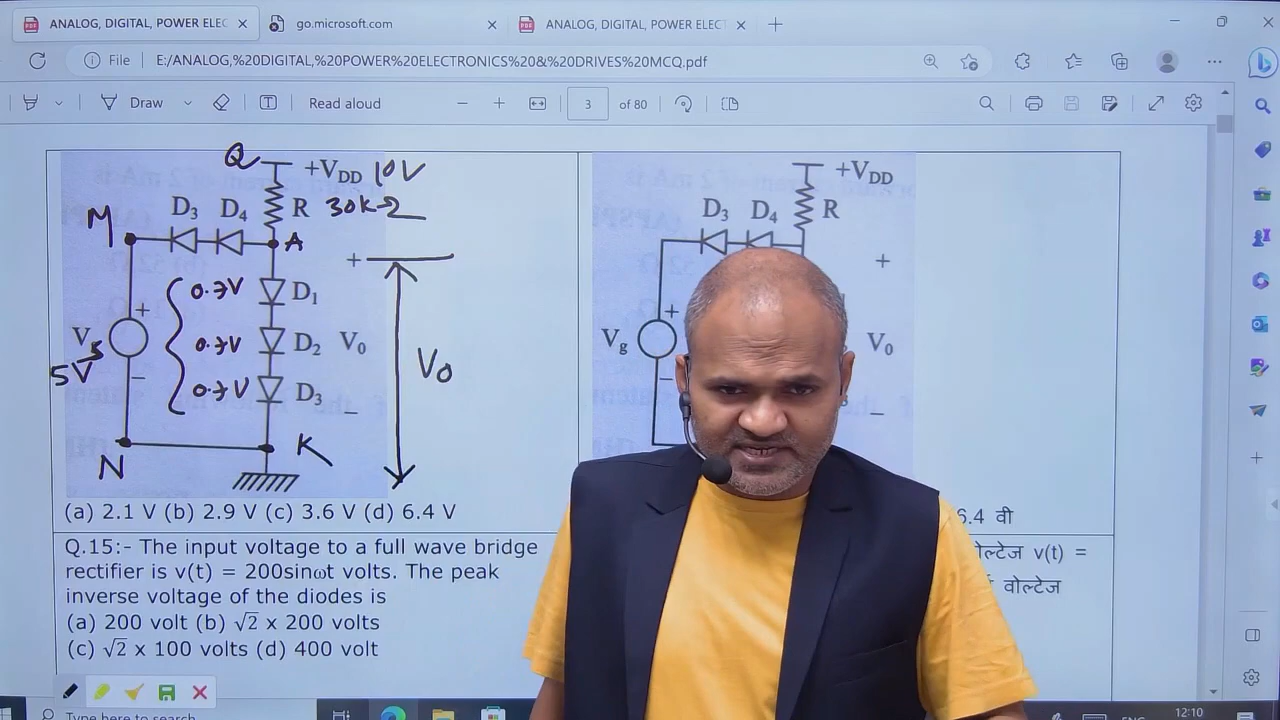 ANALOG, DIGITAL, POWER ELEC
go.microsoft.com
ANALOG, DIGITAL, POWER ELECT
File
E:/ANALOG,%20DIGITAL,%20POWER%20ELECTRONICS%20&%20DRIVES%20MCQ.pdf
Draw
Read aloud
3 of 80
Q +VDD 10V
M D3 D4 R 30KΩ
A
+
0.7V D1
+
Vg 0.7V D2 V0 V0
5V
0.7V D3
N K
+VDD
D3 D4 R
+
+
Vg V0
(a) 2.1 V (b) 2.9 V (c) 3.6 V (d) 6.4 V
6.4 वी
Q.15:- The input voltage to a full wave bridge
rectifier is v(t) = 200sinωt volts. The peak
inverse voltage of the diodes is
(a) 200 volt (b) √2 x 200 volts
(c) √2 x 100 volts (d) 400 volt
वोल्टेज v(t) =
वोल्टेज
Type here to search
ENG
12:10